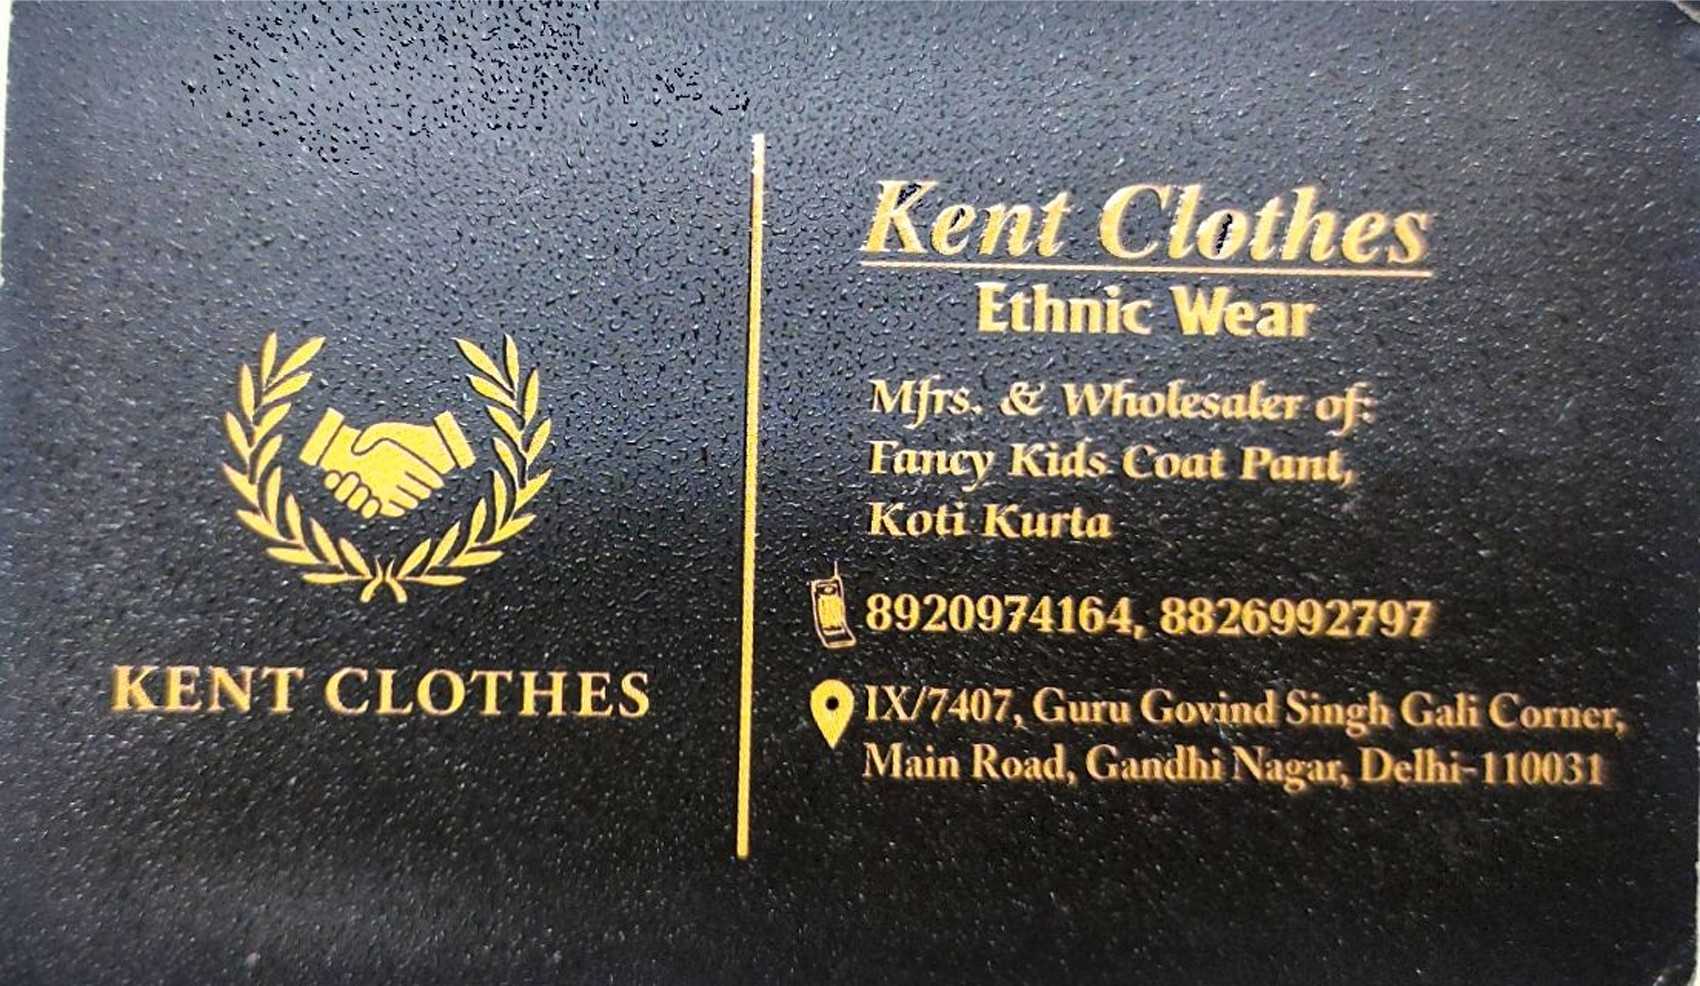 KENT CLOTHES
Kent Clothes
Ethnic Wear
Mfrs. & Wholesaler of:
Fancy Kids Coat Pant,
Koti Kurta
8920974164, 8826992797
IX/7407, Guru Govind Singh Gali Corner,
Main Road, Gandhi Nagar, Delhi-110031